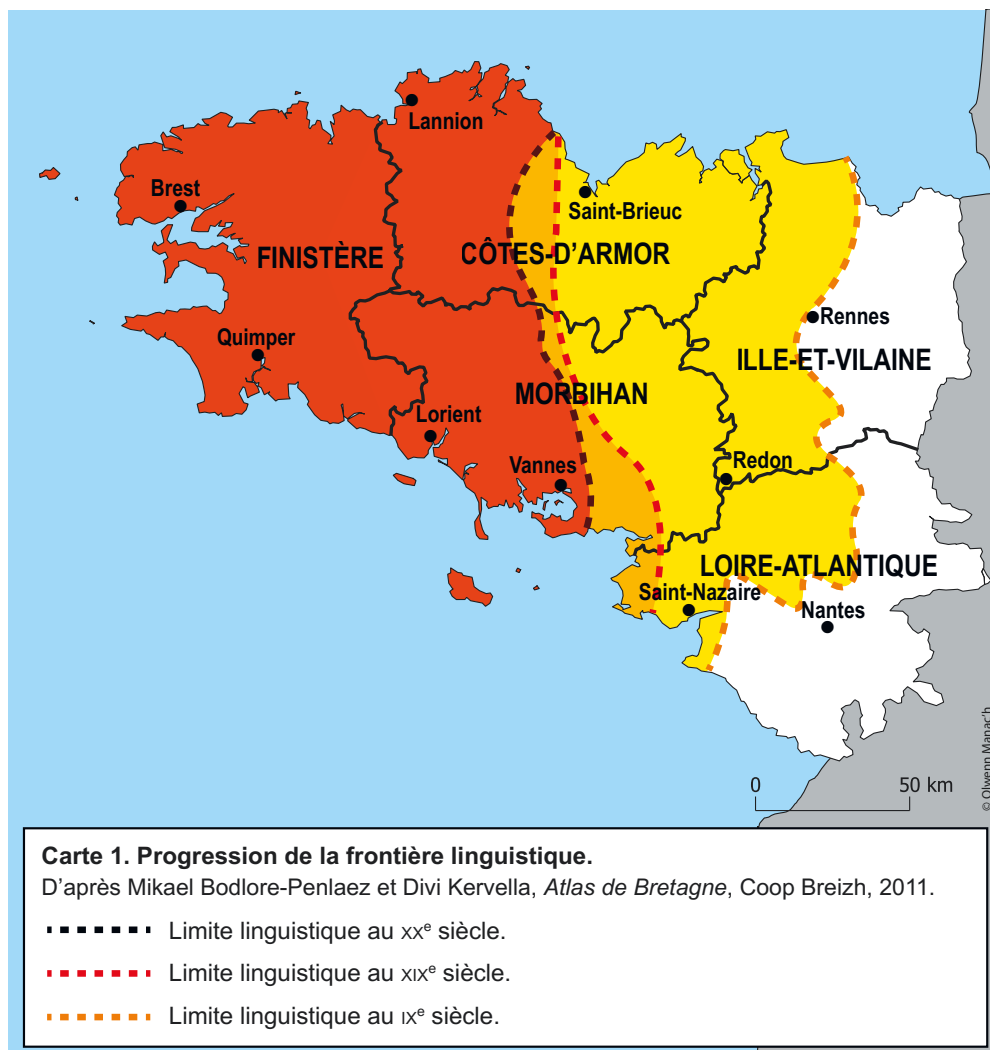 Lannion
Brest
Saint-Brieuc
FINISTÈRE
CÔTES-D'ARMOR
Rennes
Quimper
ILLE-ET-VILAINE
MORBIHAN
Lorient
Vannes
Redon
LOIRE-ATLANTIQUE
Saint-Nazaire
Nantes
© Olwenn Manac'h
0 50 km
Carte 1. Progression de la frontière linguistique.
D'après Mikael Bodlore-Penlaez et Divi Kervella, Atlas de Bretagne, Coop Breizh, 2011.
Limite linguistique au XXe siècle.
Limite linguistique au XIXe siècle.
Limite linguistique au IXe siècle.